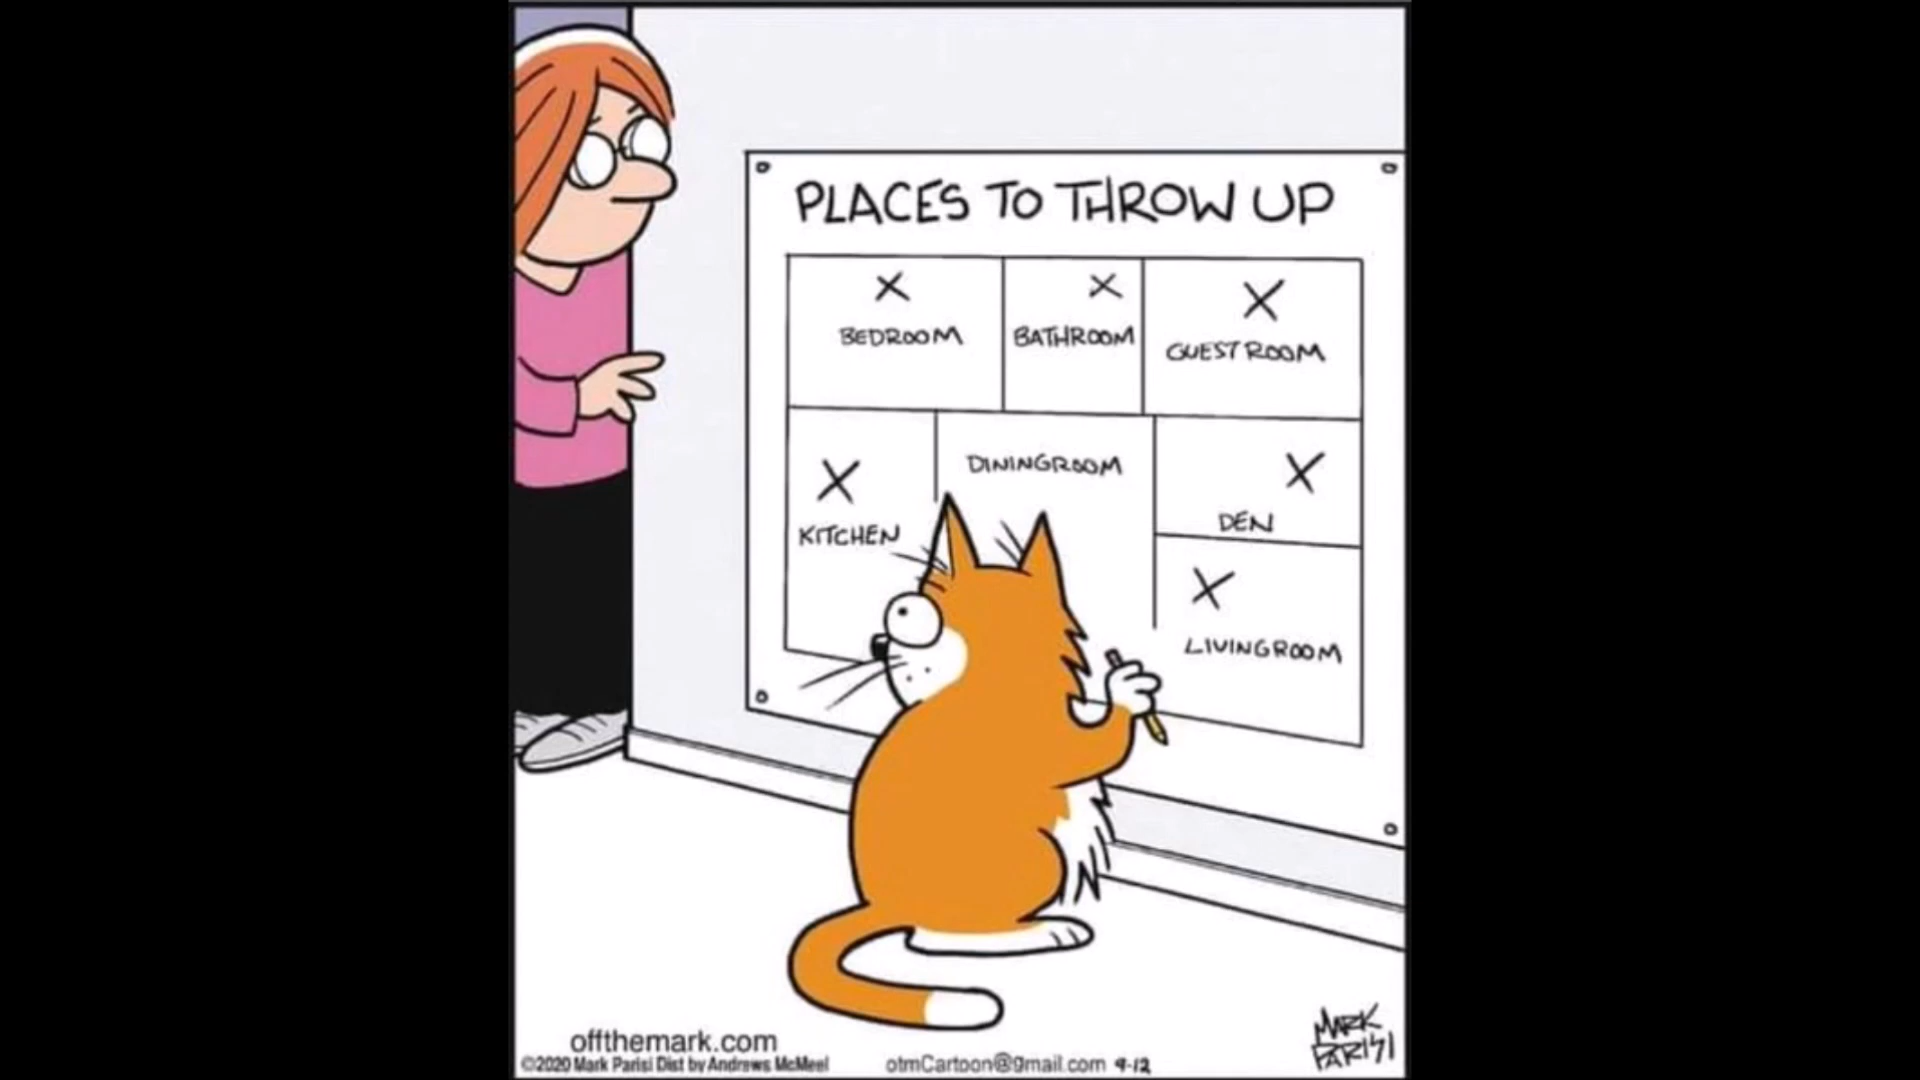 PLACES TO THROW UP
X X X
BEDROOM BATHROOM GUEST ROOM
X DININGROOM X
KITCHEN DEN
X
LIVINGROOM
offthemark.com
©2020 Mark Parisi Dist by Andrews McMeel otmCartoon@gmail.com 9-12
MARK
PARISI